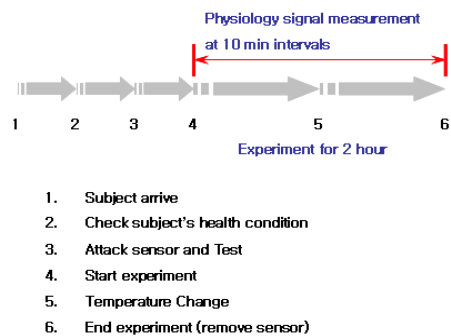 Physiology signal measurement
at 10 min intervals
1 2 3 4 5 6
Experiment for 2 hour
1. Subject arrive
2. Check subject's health condition
3. Attack sensor and Test
4. Start experiment
5. Temperature Change
6. End experiment (remove sensor)